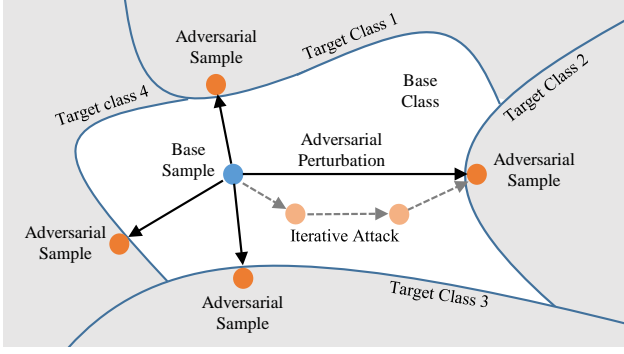 Adversarial
Sample
Target Class 1
Target class 4
Base
Class
Target Class 2
Base
Sample
Adversarial
Perturbation
Adversarial
Sample
Iterative Attack
Adversarial
Sample
Adversarial
Sample
Target Class 3